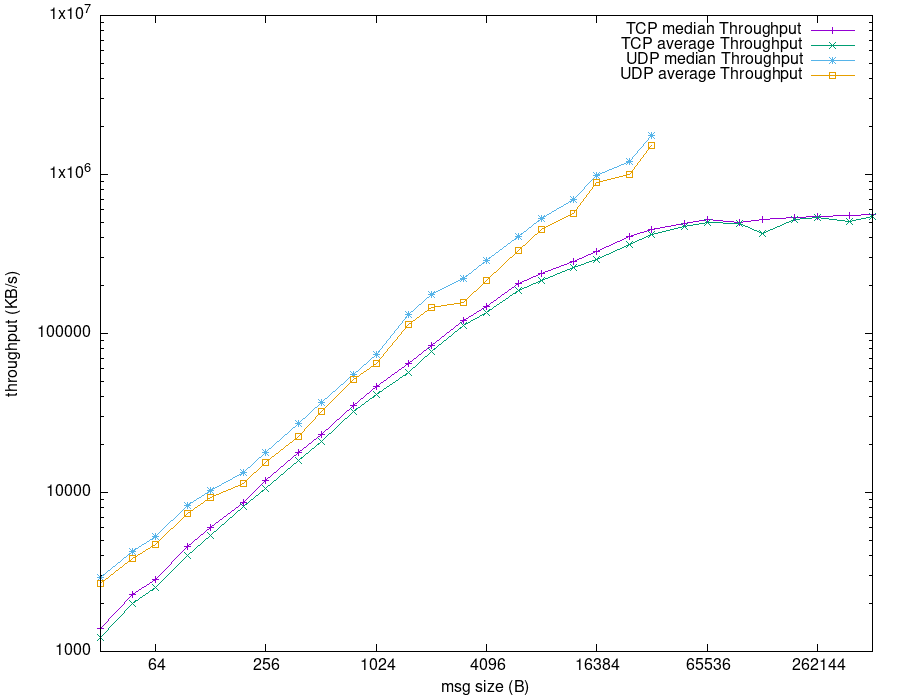 1x10^7
1x10^6
100000
10000
1000
throughput (KB/s)
TCP median Throughput
TCP average Throughput
UDP median Throughput
UDP average Throughput
64 256 1024 4096 16384 65536 262144
msg size (B)